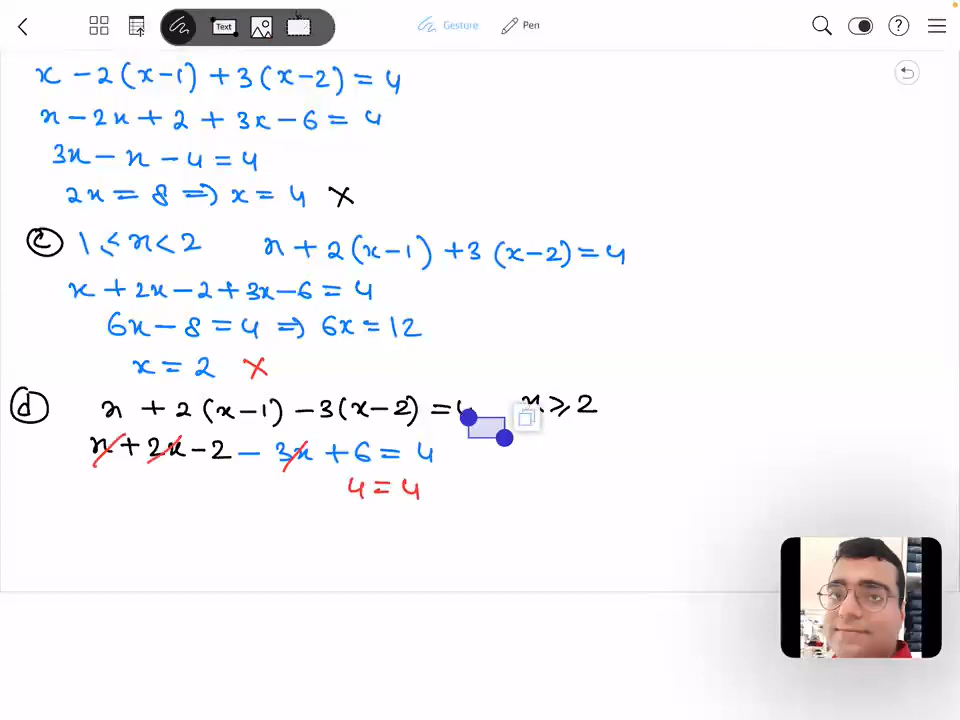 Text
Gesture
Pen
x - 2(x-1) + 3(x-2) = 4
x - 2x + 2 + 3x - 6 = 4
3x - x - 4 = 4
2x = 8 ⇒ x = 4 ×
(c) 1 ≤ x < 2 x + 2(x-1) + 3(x-2) = 4
x + 2x - 2 + 3x - 6 = 4
6x - 8 = 4 ⇒ 6x = 12
x = 2 ×
(d) x + 2(x-1) - 3(x-2) = 4 x ≥ 2
x + 2x - 2 - 3x + 6 = 4
4 = 4